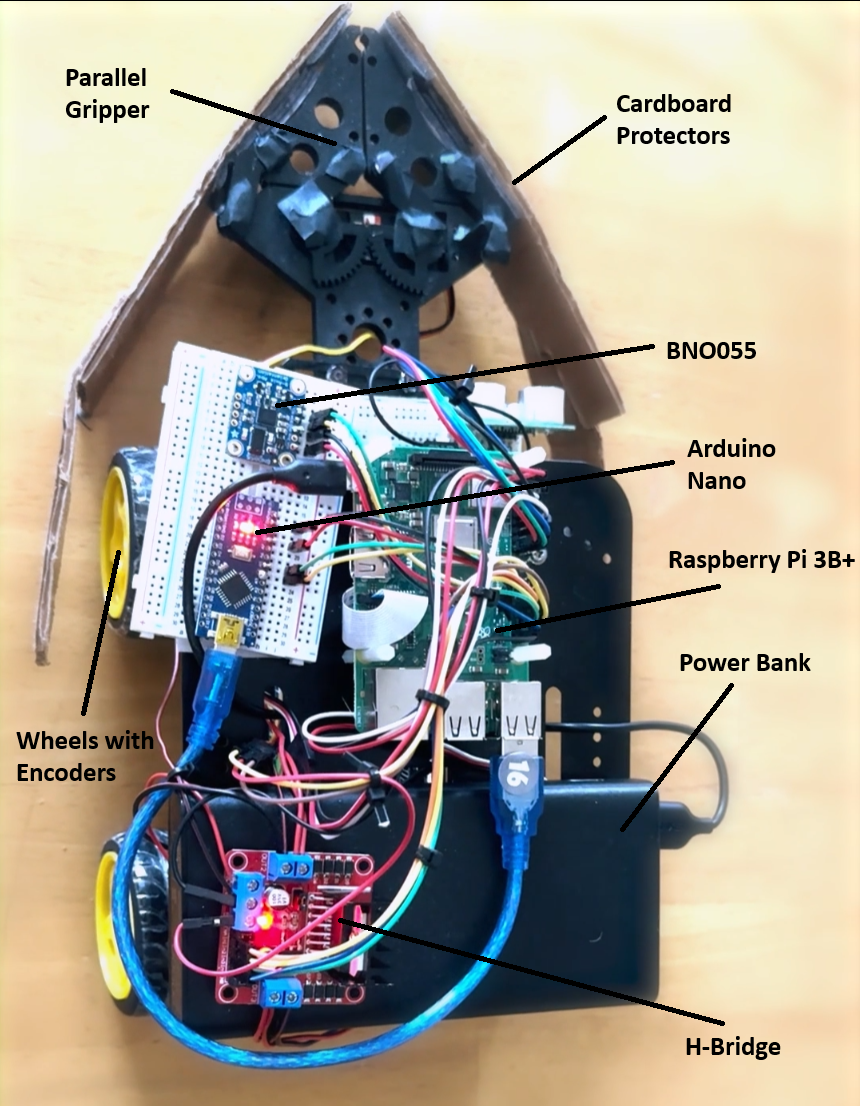 Parallel
Gripper
Cardboard
Protectors
BNO055
Arduino
Nano
Raspberry Pi 3B+
Power Bank
Wheels with
Encoders
16
H-Bridge